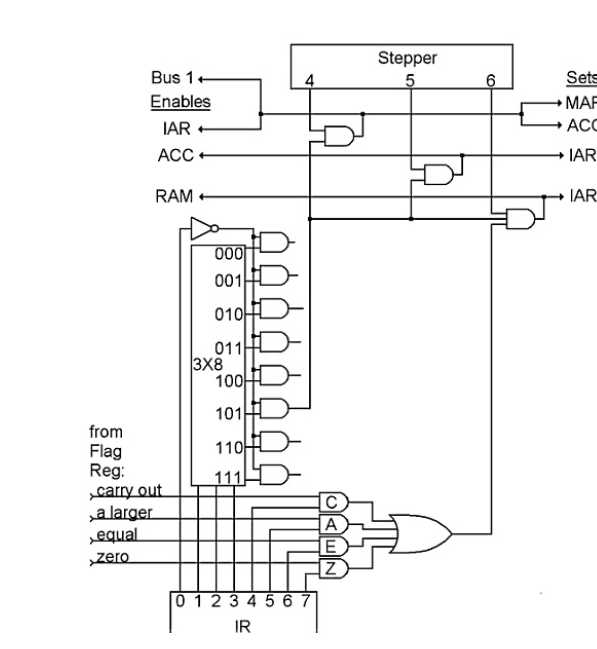 Stepper
4 5 6
Bus 1
Sets
Enables
MAR
IAR
ACC
ACC
IAR
RAM
IAR
000
001
010
011
3X8
100
101
110
111
from
Flag
Reg:
carry out
C
a larger
A
equal
E
zero
Z
0 1 2 3 4 5 6 7
IR